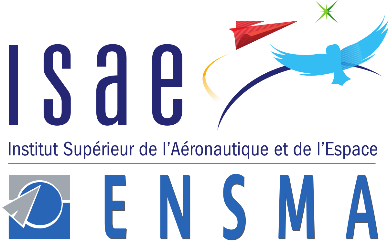 isae
Institut Supérieur de l'Aéronautique et de l'Espace
ENSMA